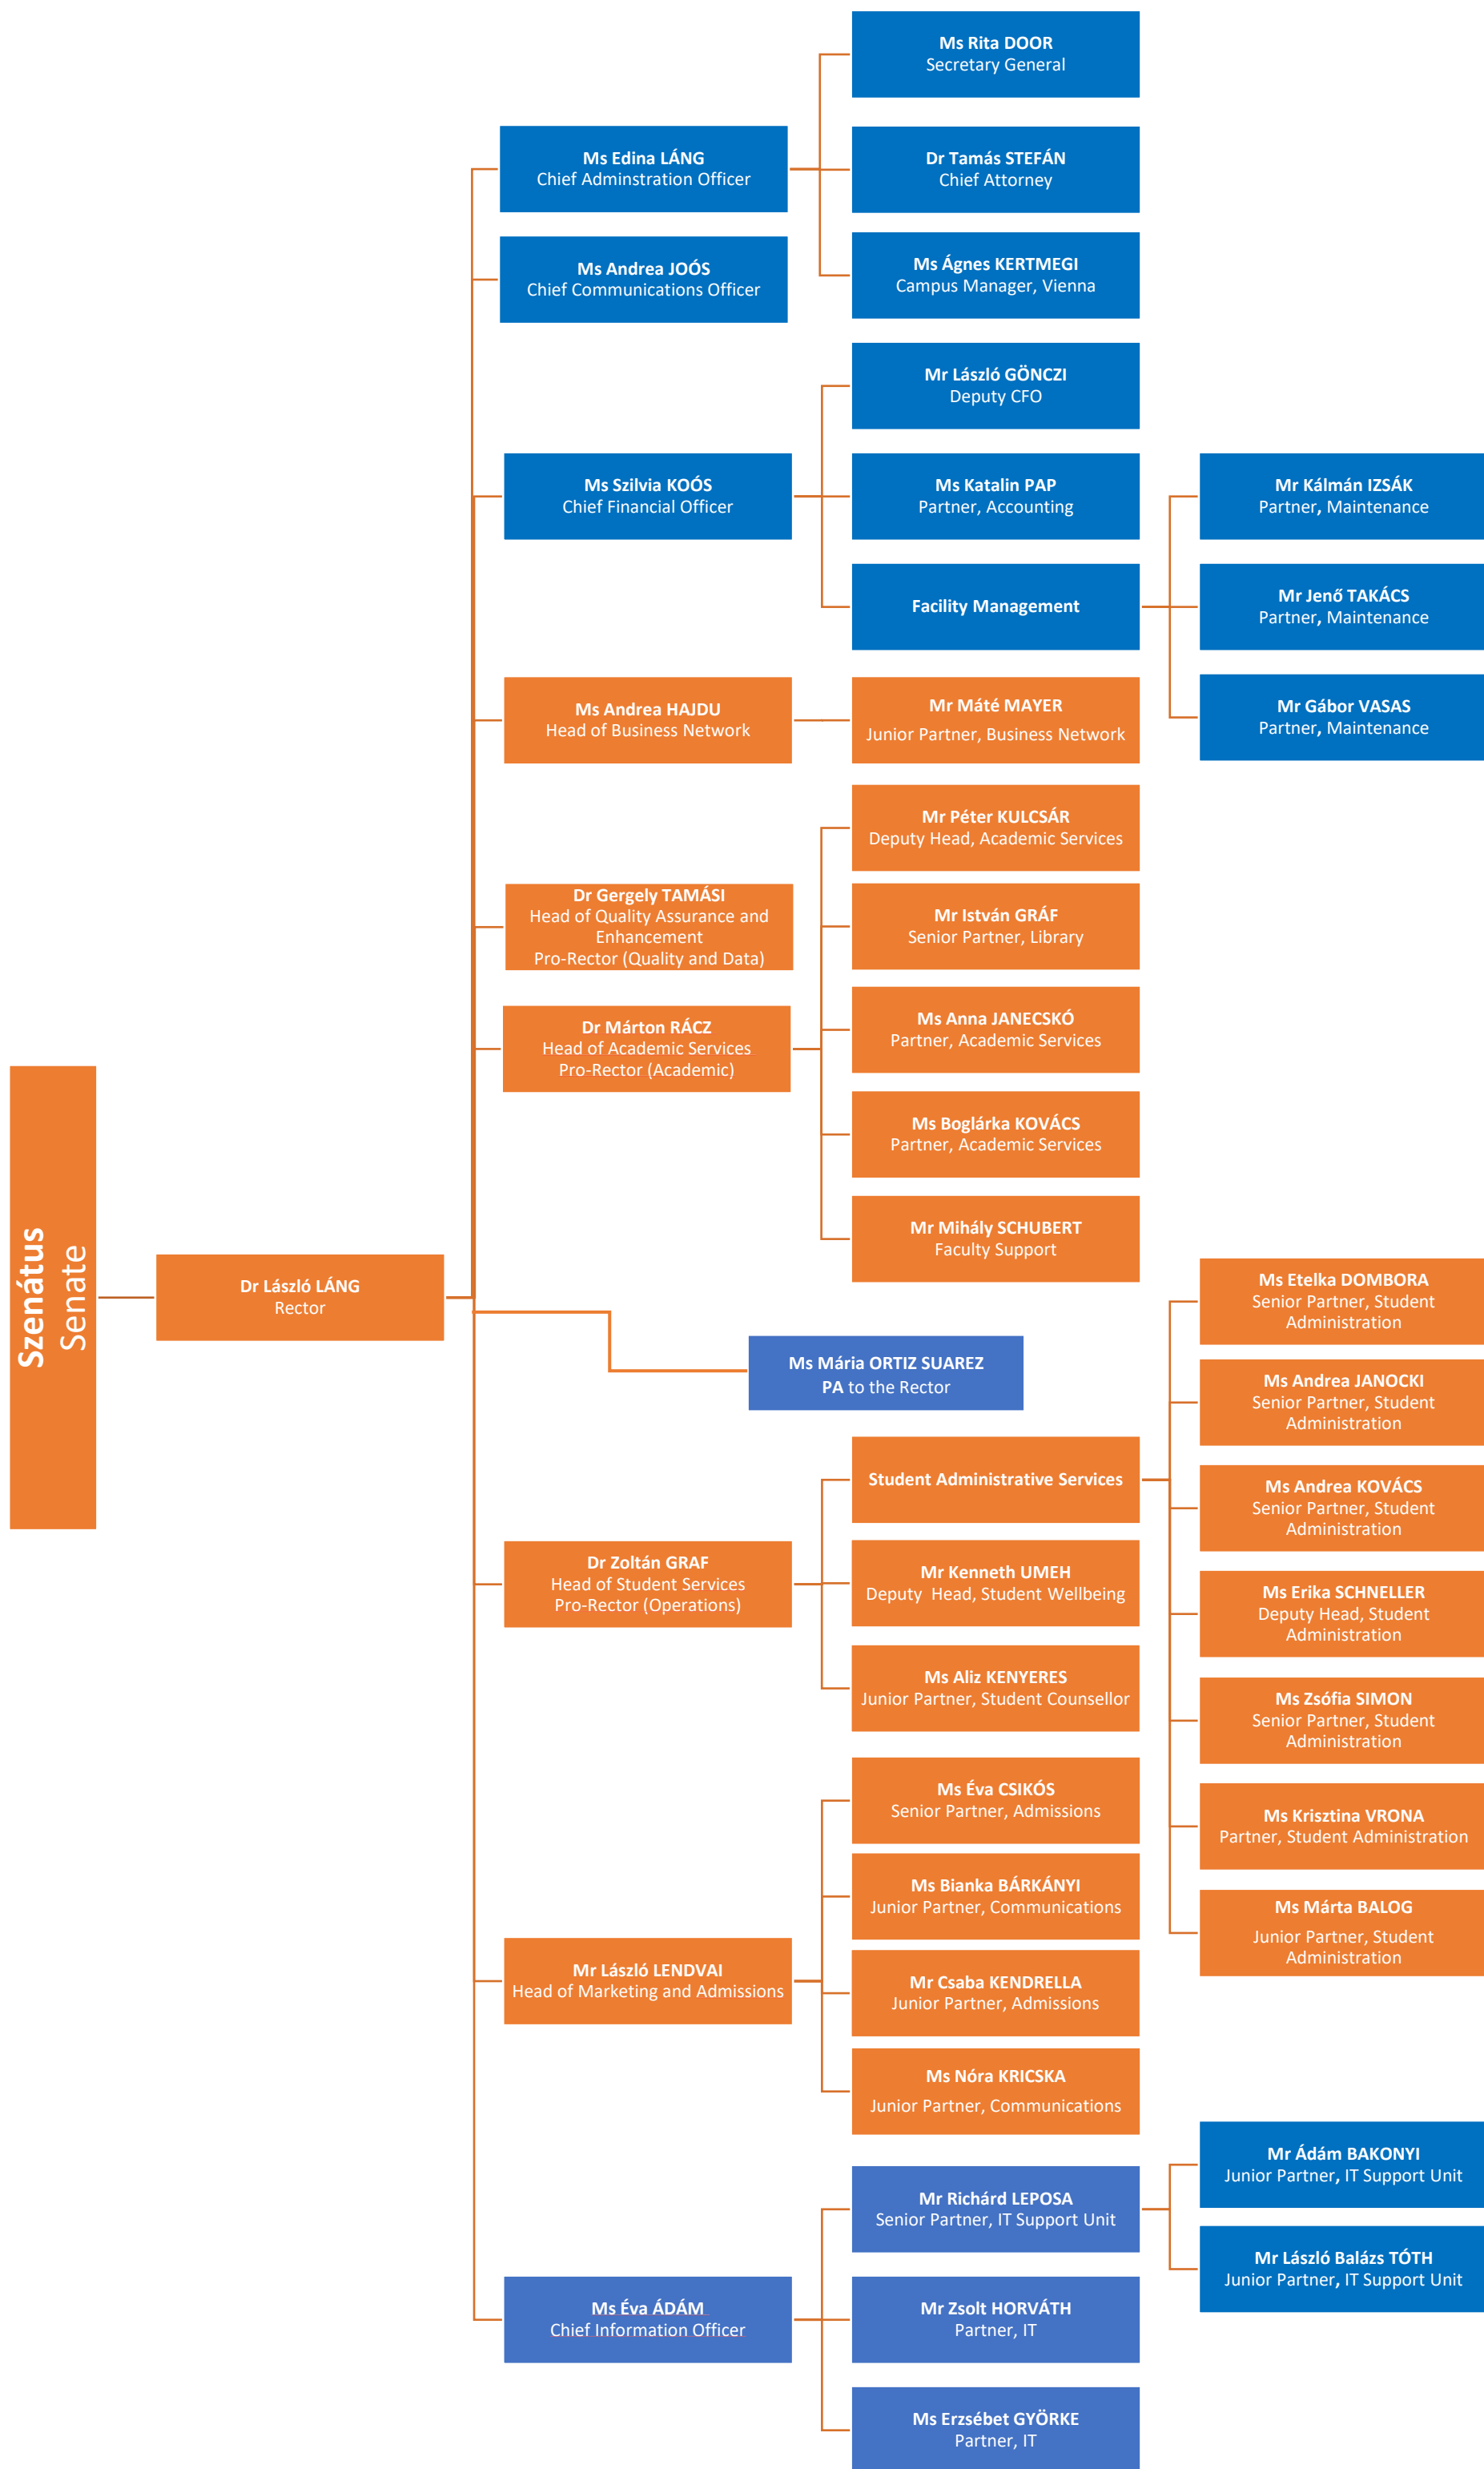 Szenátus
Senate
Dr László LÁNG
Rector
Ms Edina LÁNG
Chief Adminstration Officer
Ms Rita DOOR
Secretary General
Dr Tamás STEFÁN
Chief Attorney
Ms Ágnes KERTMEGI
Campus Manager, Vienna
Ms Andrea JOÓS
Chief Communications Officer
Ms Szilvia KOÓS
Chief Financial Officer
Mr László GÖNCZI
Deputy CFO
Ms Katalin PAP
Partner, Accounting
Facility Management
Mr Kálmán IZSÁK
Partner, Maintenance
Mr Jenő TAKÁCS
Partner, Maintenance
Mr Gábor VASAS
Partner, Maintenance
Ms Andrea HAJDU
Head of Business Network
Mr Máté MAYER
Junior Partner, Business Network
Dr Gergely TAMÁSI
Head of Quality Assurance and
Enhancement
Pro-Rector (Quality and Data)
Dr Márton RÁCZ
Head of Academic Services
Pro-Rector (Academic)
Mr Péter KULCSÁR
Deputy Head, Academic Services
Mr István GRÁF
Senior Partner, Library
Ms Anna JANECSKÓ
Partner, Academic Services
Ms Boglárka KOVÁCS
Partner, Academic Services
Mr Mihály SCHUBERT
Faculty Support
Ms Mária ORTIZ SUAREZ
PA to the Rector
Dr Zoltán GRAF
Head of Student Services
Pro-Rector (Operations)
Student Administrative Services
Ms Etelka DOMBORA
Senior Partner, Student
Administration
Ms Andrea JANOCKI
Senior Partner, Student
Administration
Ms Andrea KOVÁCS
Senior Partner, Student
Administration
Ms Erika SCHNELLER
Deputy Head, Student
Administration
Ms Zsófia SIMON
Senior Partner, Student
Administration
Ms Krisztina VRONA
Partner, Student Administration
Ms Márta BALOG
Junior Partner, Student
Administration
Mr Kenneth UMEH
Deputy  Head, Student Wellbeing
Ms Aliz KENYERES
Junior Partner, Student Counsellor
Mr László LENDVAI
Head of Marketing and Admissions
Ms Éva CSIKÓS
Senior Partner, Admissions
Ms Bianka BÁRKÁNYI
Junior Partner, Communications
Mr Csaba KENDRELLA
Junior Partner, Admissions
Ms Nóra KRICSKA
Junior Partner, Communications
Ms Éva ÁDÁM
Chief Information Officer
Mr Richárd LEPOSA
Senior Partner, IT Support Unit
Mr Ádám BAKONYI
Junior Partner, IT Support Unit
Mr László Balázs TÓTH
Junior Partner, IT Support Unit
Mr Zsolt HORVÁTH
Partner, IT
Ms Erzsébet GYÖRKE
Partner, IT